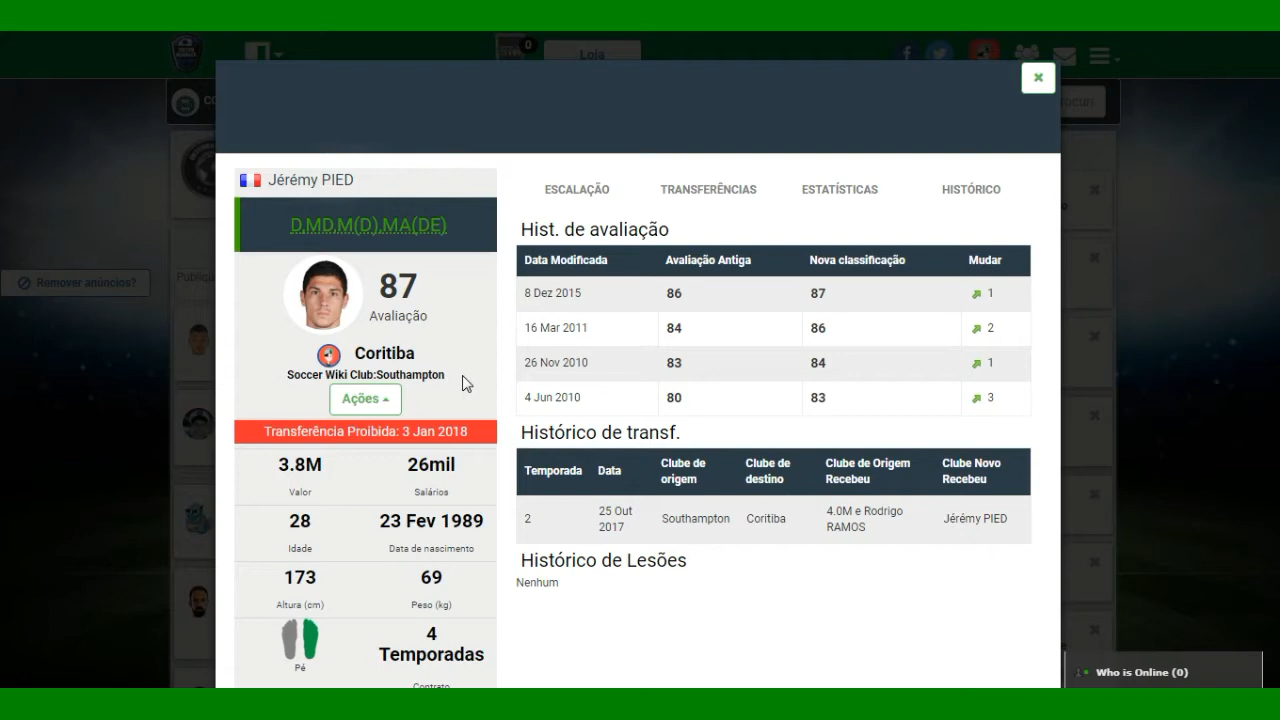 0
Loja
Remover anúncios?
Jérémy PIED
D,MD,M(D),MA(DE)
87
Avaliação
Coritiba
Soccer Wiki Club:Southampton
Ações
Transferência Proibida: 3 Jan 2018
3.8M
26mil
Valor
Salários
28
23 Fev 1989
Idade
Data de nascimento
173
69
Altura (cm)
Peso (kg)
4
Temporadas
Pé
Contrato
ESCALAÇÃO TRANSFERÊNCIAS ESTATÍSTICAS HISTÓRICO
Hist. de avaliação
Data Modificada Avaliação Antiga Nova classificação Mudar
8 Dez 2015 86 87 1
16 Mar 2011 84 86 2
26 Nov 2010 83 84 1
4 Jun 2010 80 83 3
Histórico de transf.
Temporada Data Clube de origem Clube de destino Clube de Origem Recebeu Clube Novo Recebeu
2 25 Out 2017 Southampton Coritiba 4.0M e Rodrigo RAMOS Jérémy PIED
Histórico de Lesões
Nenhum
Who is Online (0)